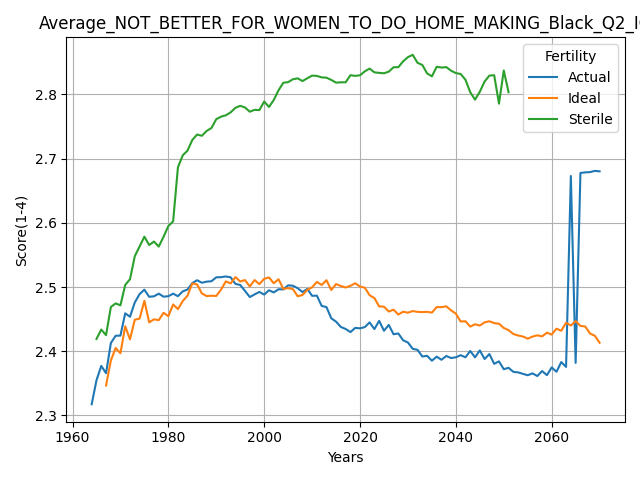 Average_NOT_BETTER_FOR_WOMEN_TO_DO_HOME_MAKING_Black_Q2_I
Fertility
Actual
Ideal
Sterile
Score(1-4)
2.8
2.7
2.6
2.5
2.4
2.3
1960
1980
2000
2020
2040
2060
Years